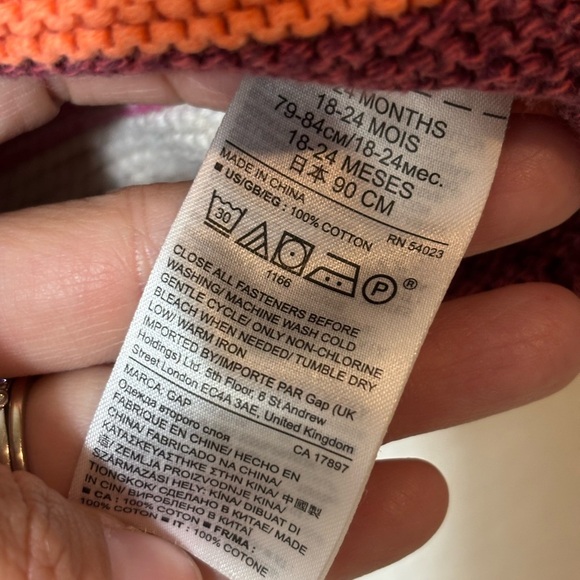 24 MONTHS
18-24 MOIS
79-84см/18-24мес.
18-24 MESES
日本 90 CM
MADE IN CHINA
■ US/GB/EG : 100% COTTON RN 54023
30 P ®
1166
CLOSE ALL FASTENERS BEFORE
WASHING/ MACHINE WASH COLD
GENTLE CYCLE/ ONLY NON-CHLORINE
BLEACH WHEN NEEDED/ TUMBLE DRY
LOW/ WARM IRON
IMPORTED BY/IMPORTE PAR Gap (UK
Holdings) Ltd. 5th Floor, 8 St Andrew
Street London EC4A 3AE, United Kingdom
MARCA: GAP CA 17897
Одежда второго слоя
FABRIQUE EN CHINE/ HECHO EN
CHINA/ FABRICADO NA CHINA/
ΚΑΤΑΣΚΕΥΑΣΤΗΚΕ ΣΤΗΝ ΚΙΝΑ/ 中國製
造/ ZEMLJA PROIZVODNJE KINA/
SZÁRMAZÁSI HELY: KÍNA/ DIBUAT DI
CINA/ СДЕЛАНО В КИТАЕ/ MADE
IN CIN/ ВИРОБЛЕНО В КИТАЇ
■ CA : 100% COTTON ■ FR/MA :
100% COTON ■ IT : 100% COTONE